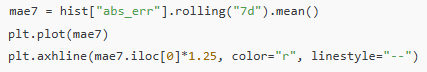 mae7 = hist["abs_err"].rolling("7d").mean()
plt.plot(mae7)
plt.axhline(mae7.iloc[0]*1.25, color="r", linestyle="--")